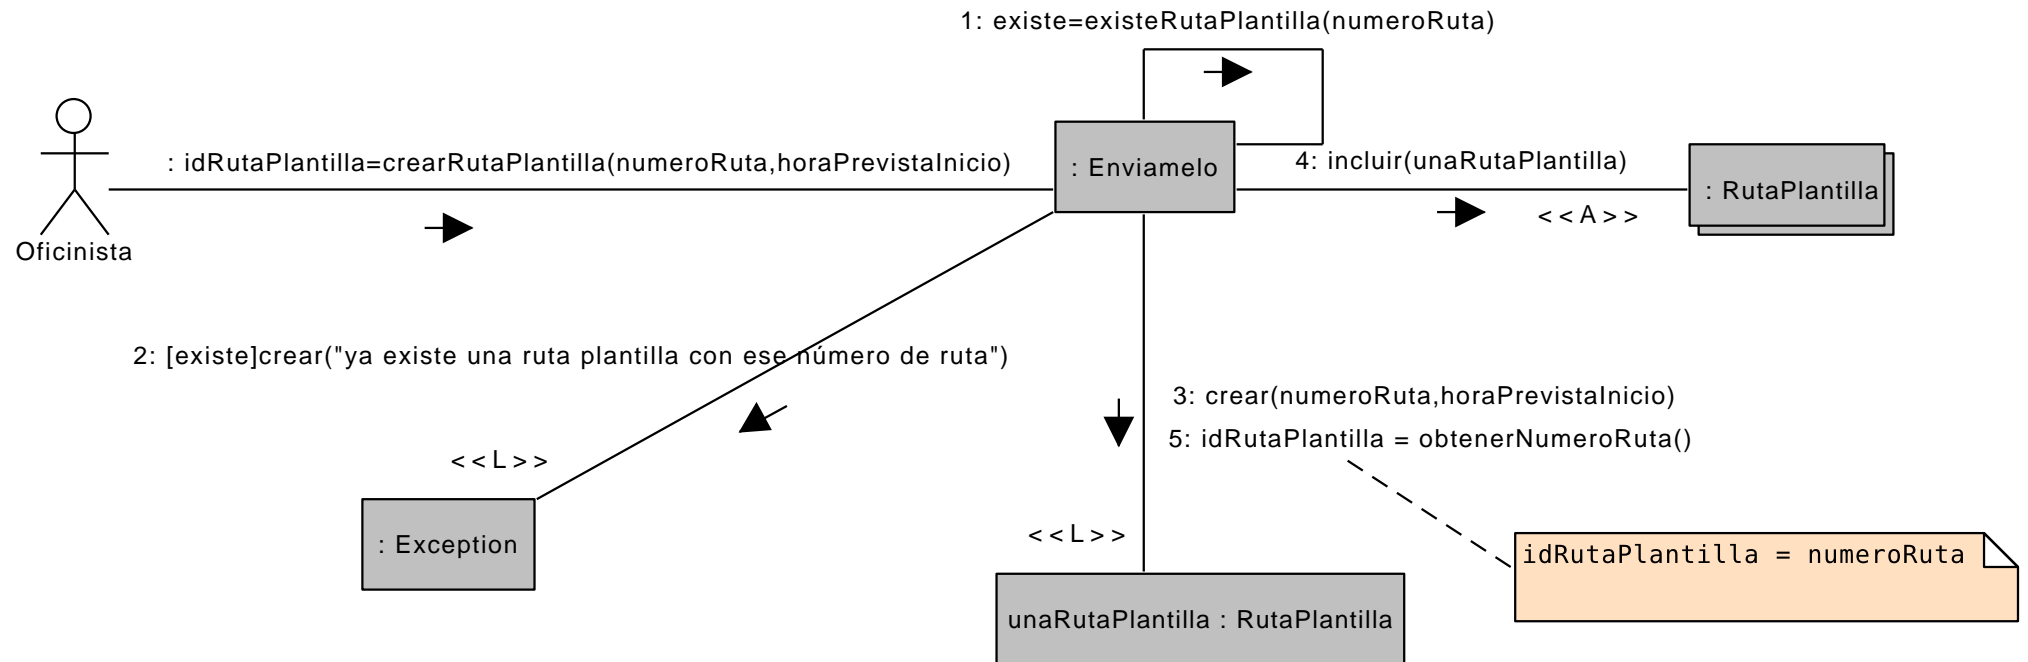 1: existe=existeRutaPlantilla(numeroRuta)
: idRutaPlantilla=crearRutaPlantilla(numeroRuta,horaPrevistaInicio)
: Enviamelo
4: incluir(unaRutaPlantilla)
: RutaPlantilla
<<A>>
Oficinista
2: [existe]crear("ya existe una ruta plantilla con ese número de ruta")
3: crear(numeroRuta,horaPrevistaInicio)
5: idRutaPlantilla = obtenerNumeroRuta()
<<L>>
: Exception
<<L>>
idRutaPlantilla = numeroRuta
unaRutaPlantilla : RutaPlantilla